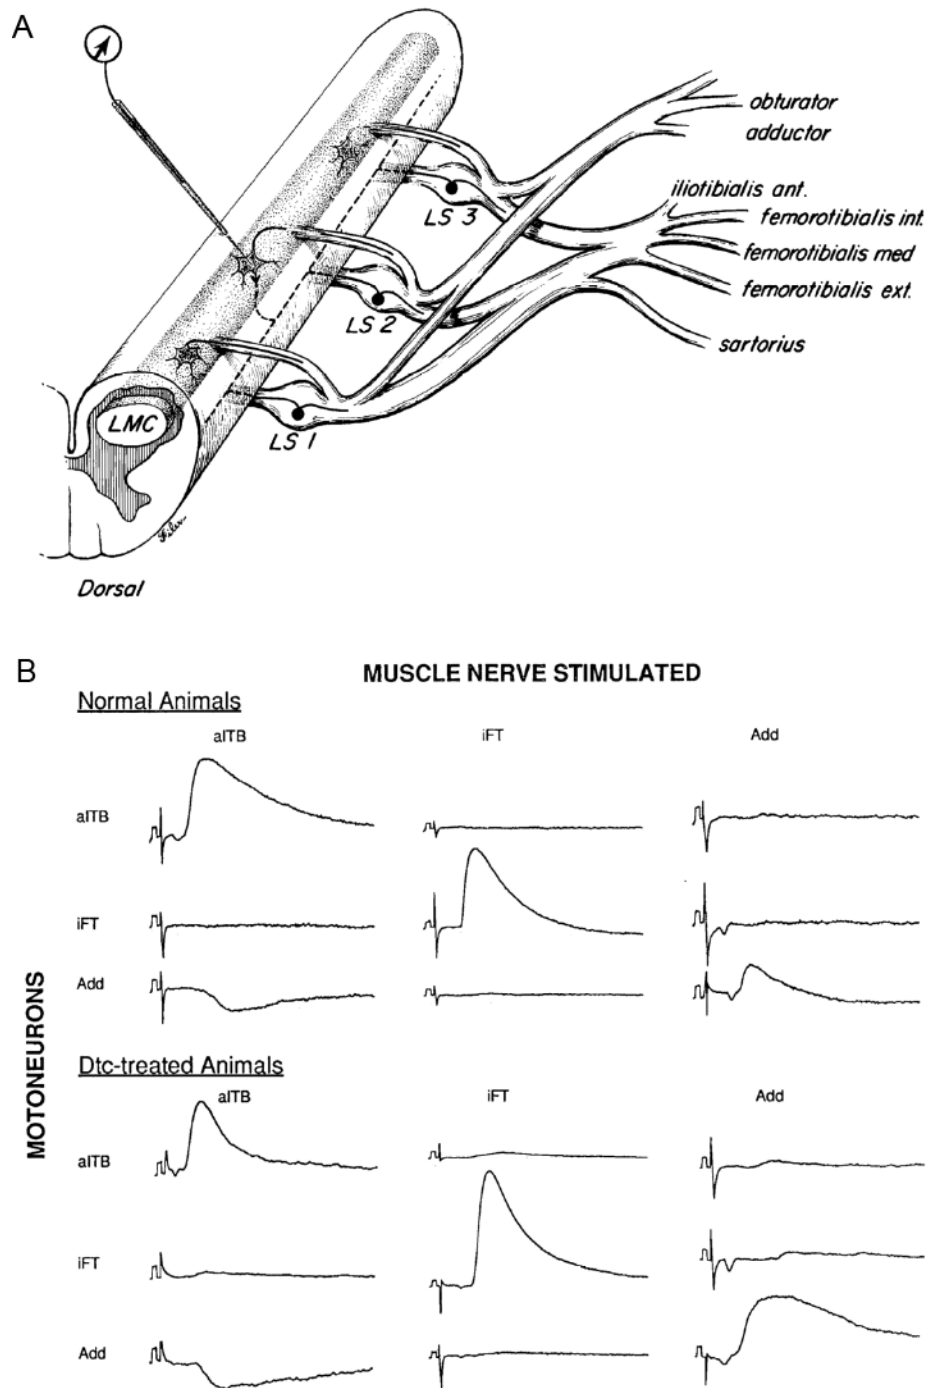 A
obturator
adductor
iliotibialis ant.
femorotibialis int.
femorotibialis med
femorotibialis ext.
sartorius
LS 3
LS 2
LS 1
LMC
Dorsal
B
MUSCLE NERVE STIMULATED
Normal Animals
aITB iFT Add
aITB
iFT
Add
MOTONEURONS
Dtc-treated Animals
aITB iFT Add
aITB
iFT
Add